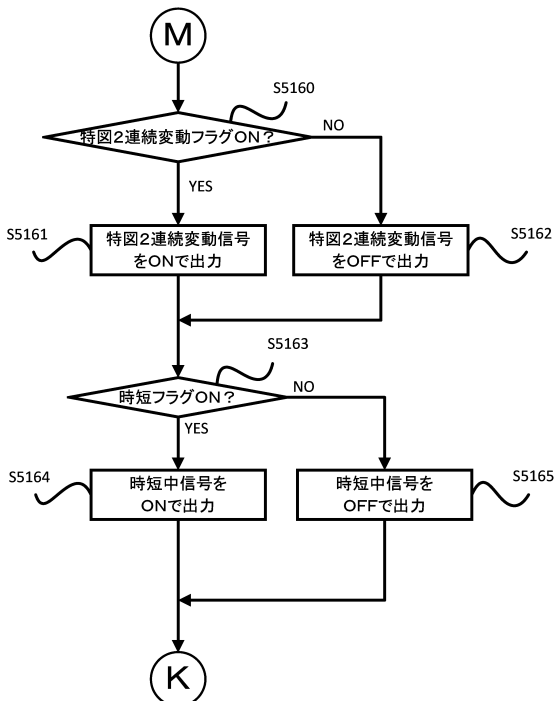 M
S5160
特図2連続変動フラグON?
NO
YES
S5161
特図2連続変動信号
をONで出力
特図2連続変動信号
をOFFで出力
S5162
S5163
時短フラグON?
NO
YES
S5164
時短中信号を
ONで出力
時短中信号を
OFFで出力
S5165
K